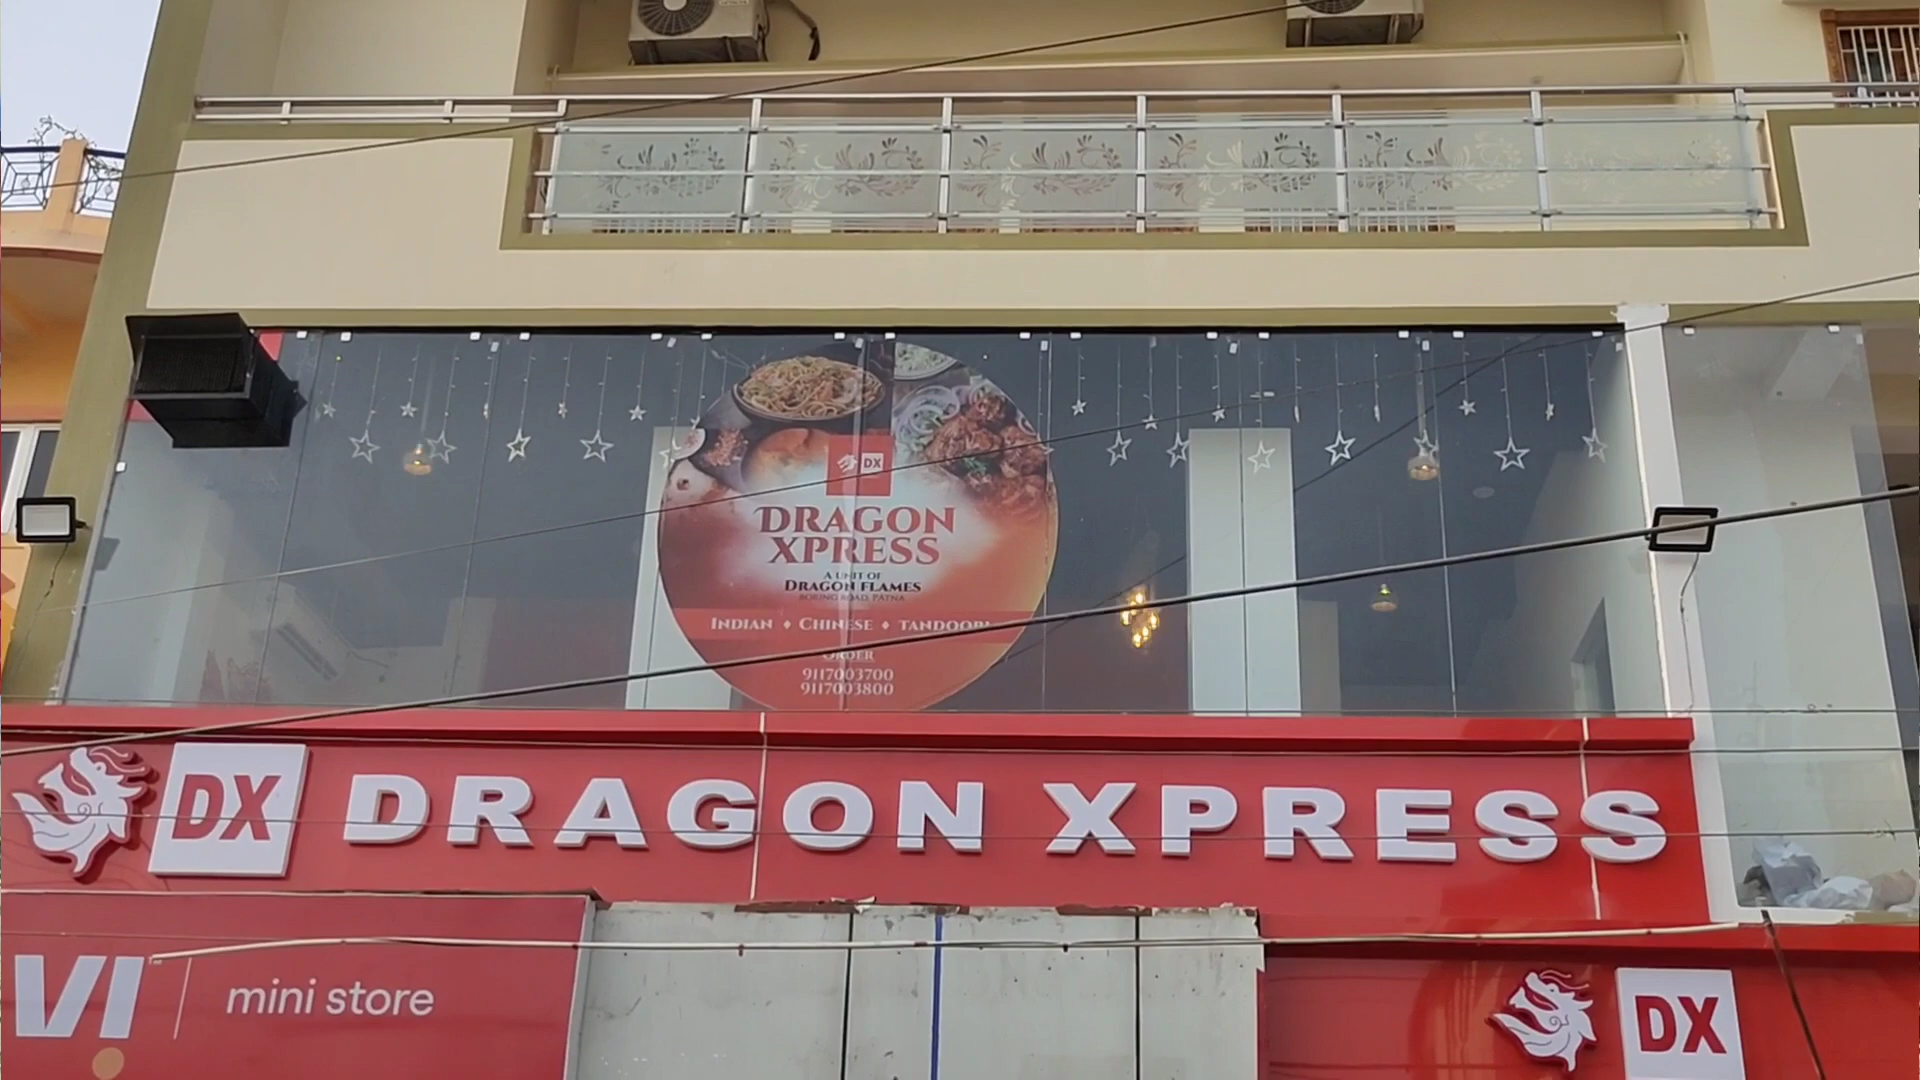 DX
DRAGON
XPRESS
A UNIT OF
DRAGON FLAMES
BORING ROAD, PATNA
INDIAN ♦ CHINESE ♦ TANDOORI
ORDER
9117003700
9117003800
DX DRAGON XPRESS
VI mini store
DX